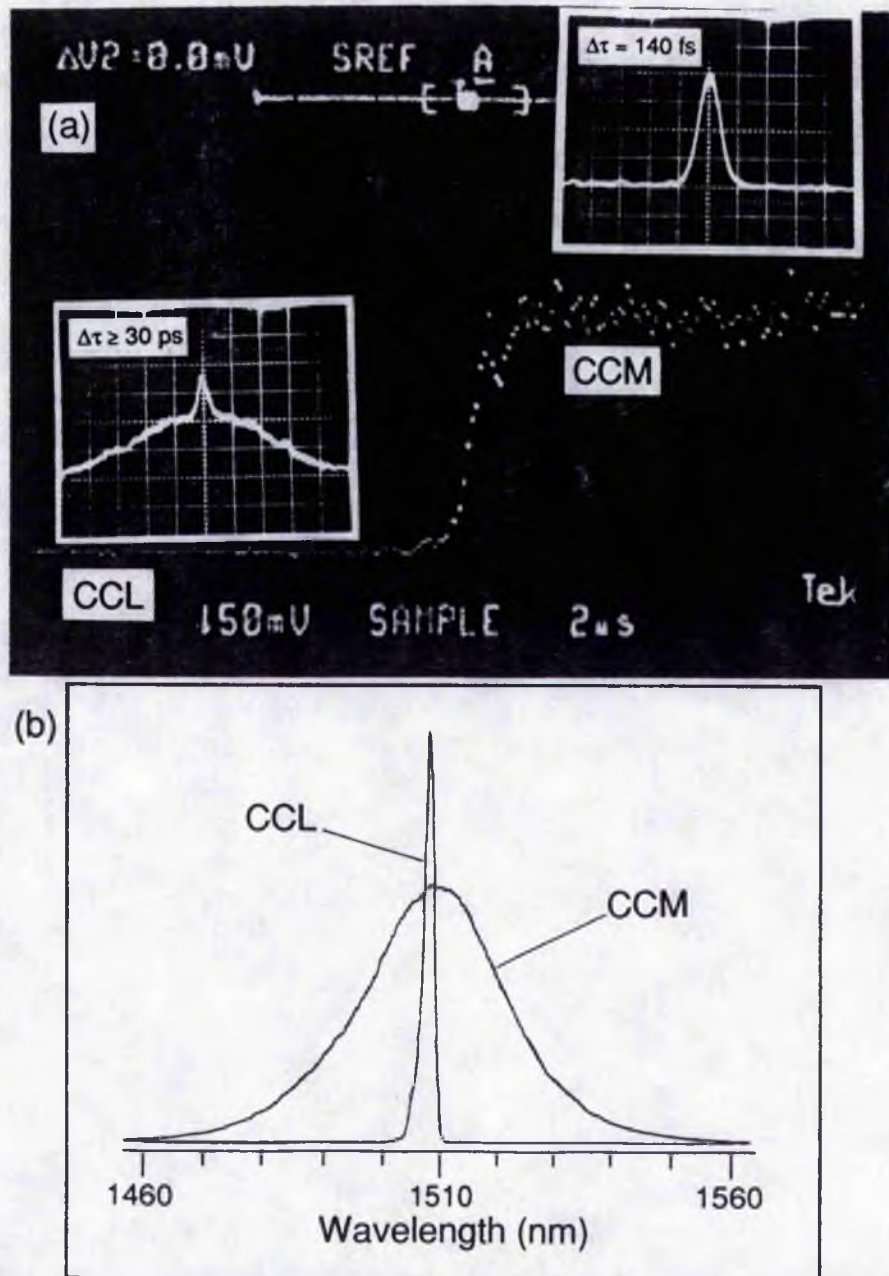 ΔV2=0.0mV SREF A
Δτ = 140 fs
(a)
Δτ ≥ 30 ps
CCM
CCL
150mV SAMPLE 2us
Tek
(b)
CCL
CCM
1460 1510 1560
Wavelength (nm)